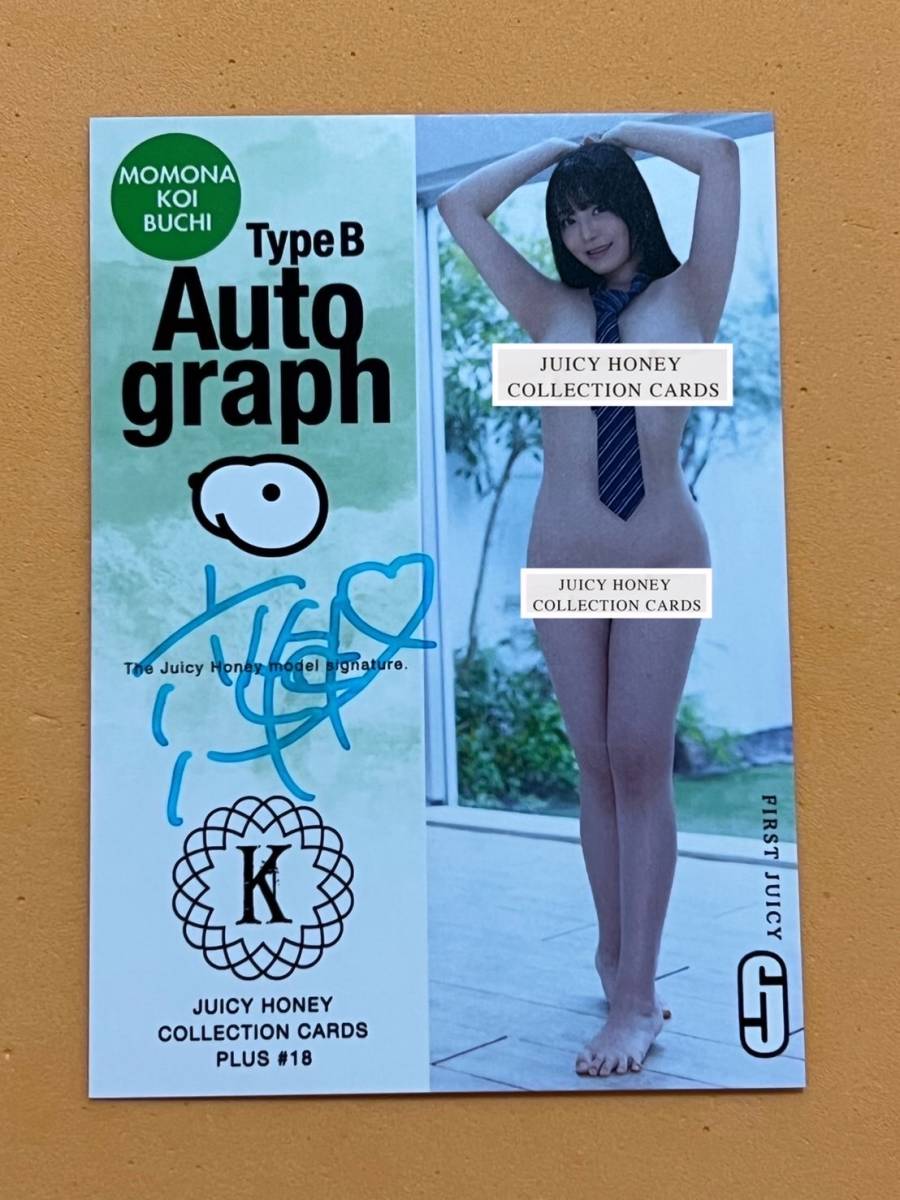 MOMONA
KOI
BUCHI
Type B
Auto
graph
The Juicy Honey model signature.
K
JUICY HONEY
COLLECTION CARDS
PLUS #18
JUICY HONEY
COLLECTION CARDS
JUICY HONEY
COLLECTION CARDS
FIRST JUICY